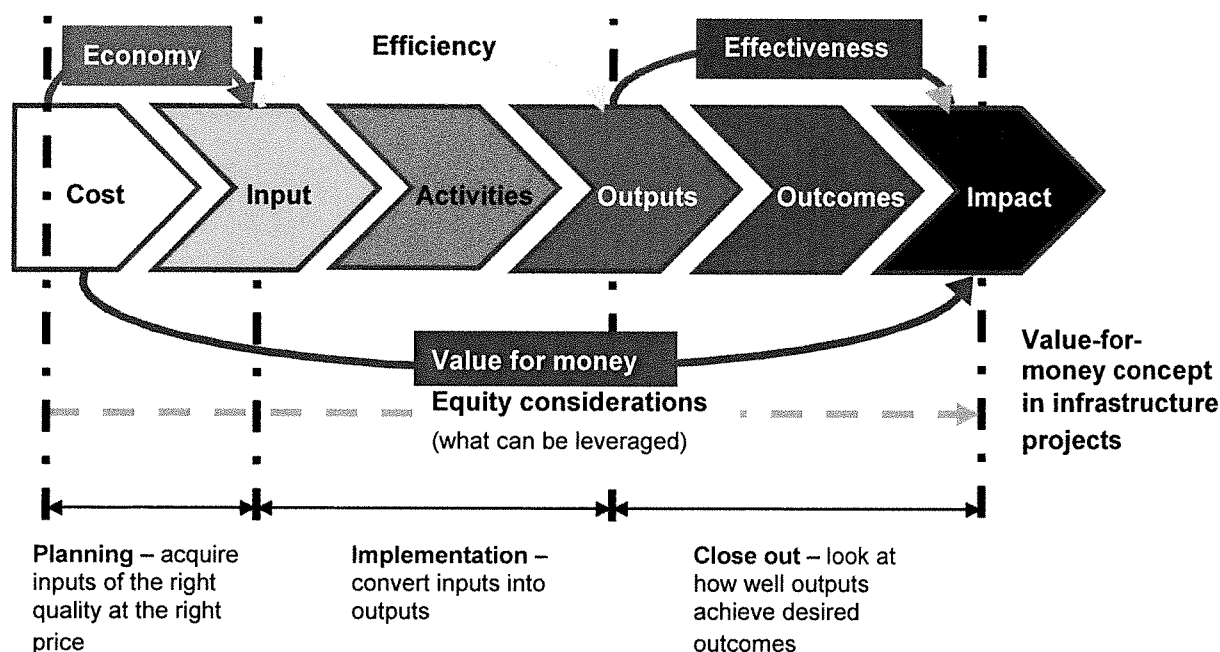 Economy
Efficiency
Effectiveness
Cost
Input
Activities
Outputs
Outcomes
Impact
Value for money
Equity considerations
(what can be leveraged)
Value-for-
money concept
in infrastructure
projects
Planning – acquire
inputs of the right
quality at the right
price
Implementation –
convert inputs into
outputs
Close out – look at
how well outputs
achieve desired
outcomes